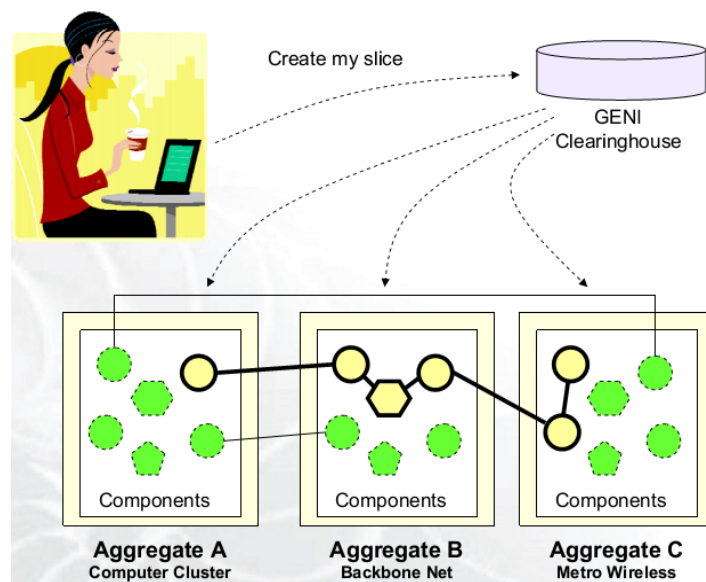 Create my slice
GENI
Clearinghouse
Components
Components
Components
Aggregate A
Computer Cluster
Aggregate B
Backbone Net
Aggregate C
Metro Wireless